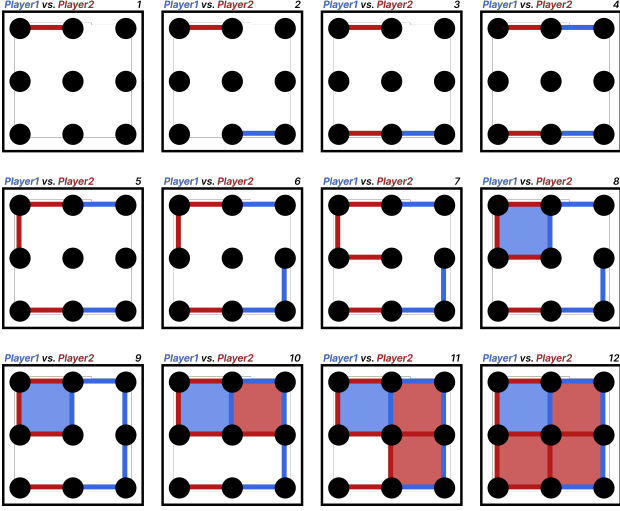 Player1 vs. Player2 1
Player1 vs. Player2 2
Player1 vs. Player2 3
Player1 vs. Player2 4
Player1 vs. Player2 5
Player1 vs. Player2 6
Player1 vs. Player2 7
Player1 vs. Player2 8
Player1 vs. Player2 9
Player1 vs. Player2 10
Player1 vs. Player2 11
Player1 vs. Player2 12